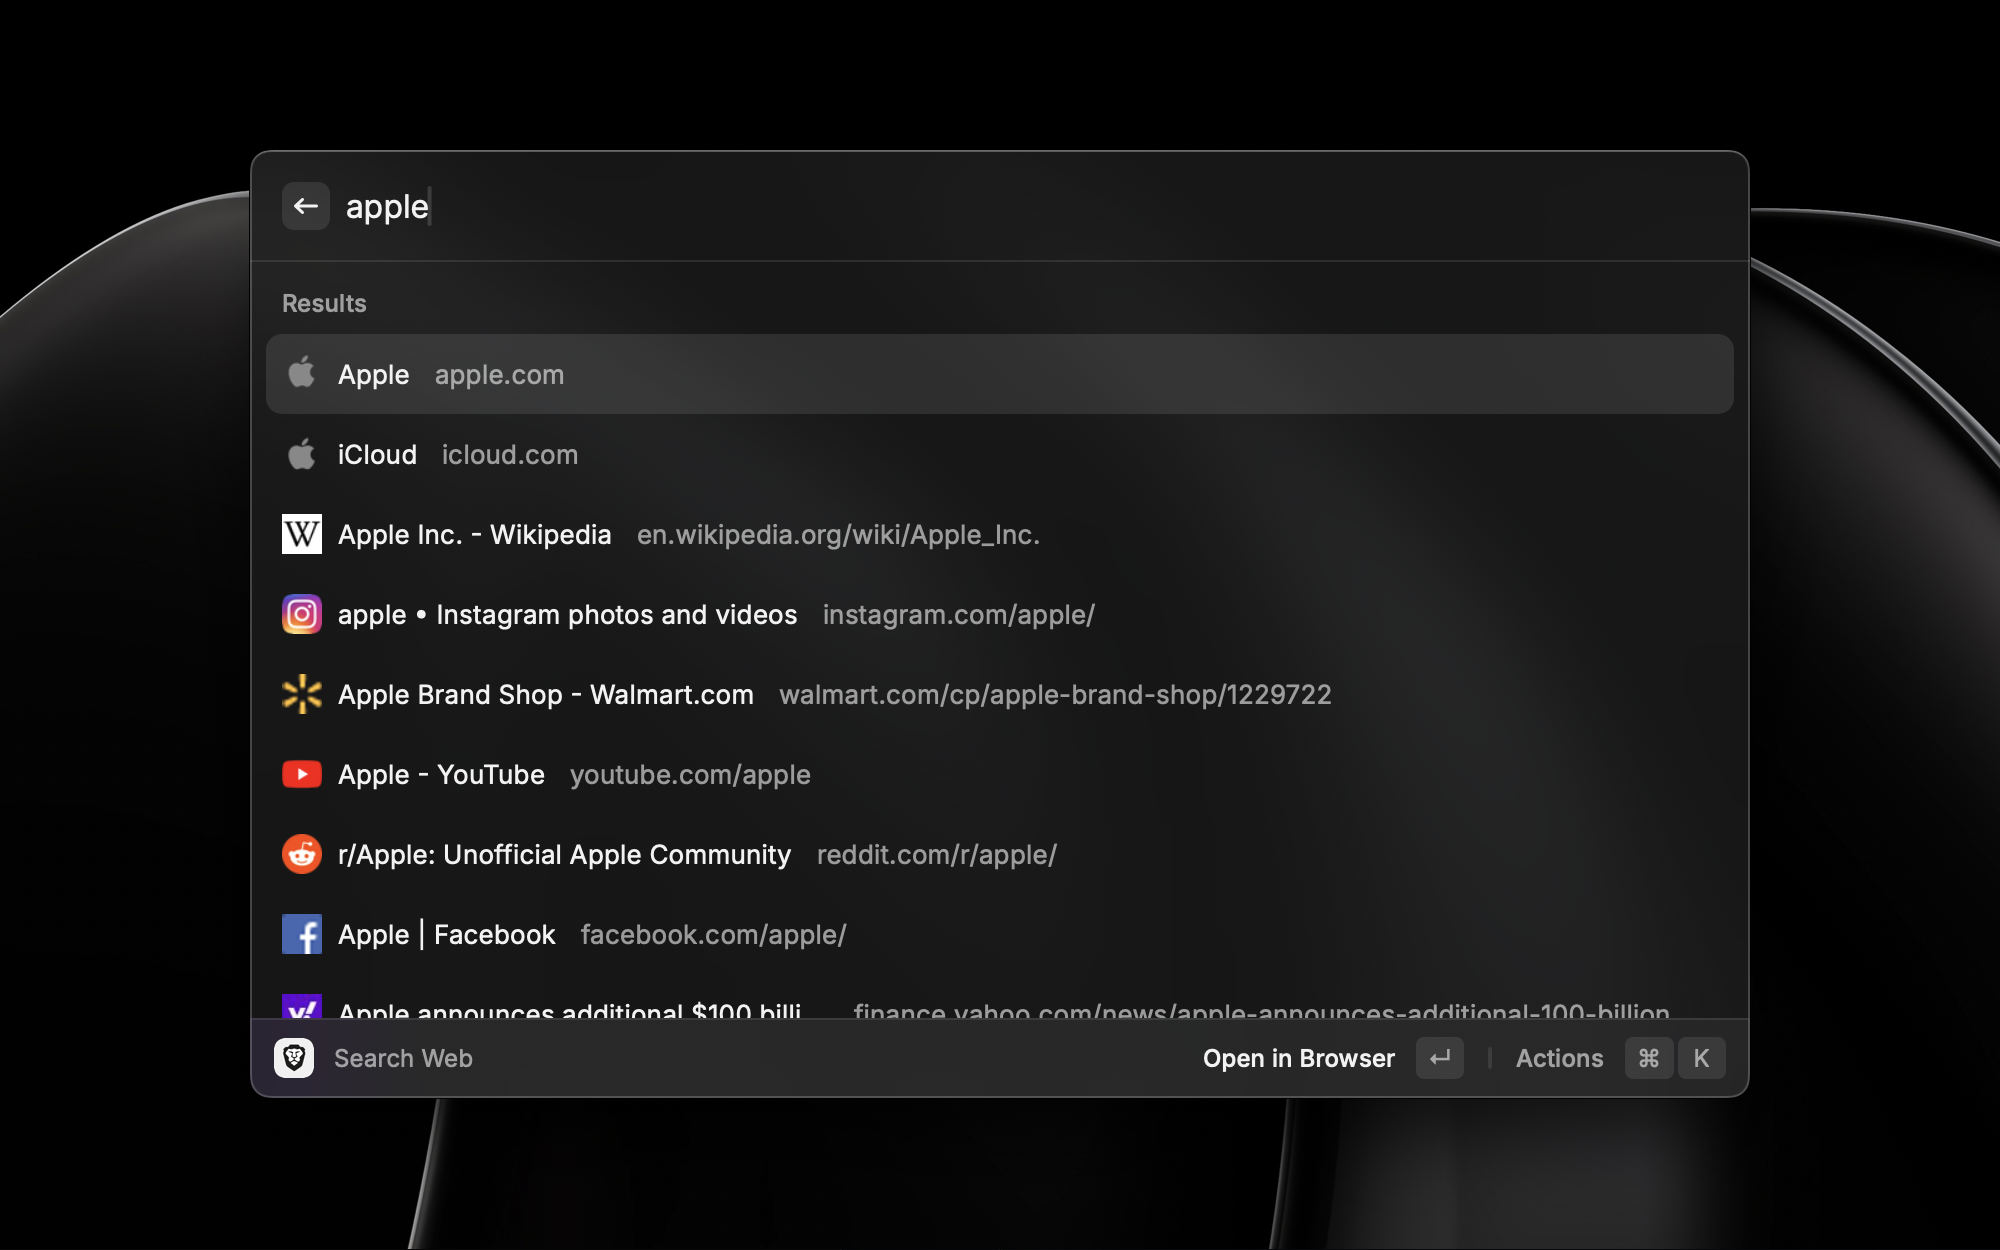 apple
Results
Apple apple.com
iCloud icloud.com
W Apple Inc. - Wikipedia en.wikipedia.org/wiki/Apple_Inc.
apple • Instagram photos and videos instagram.com/apple/
Apple Brand Shop - Walmart.com walmart.com/cp/apple-brand-shop/1229722
Apple - YouTube youtube.com/apple
r/Apple: Unofficial Apple Community reddit.com/r/apple/
f Apple | Facebook facebook.com/apple/
y! Apple announces additional $100 billi... finance.yahoo.com/news/apple-announces-additional-100-billion
Search Web Open in Browser ↵ Actions ⌘ K